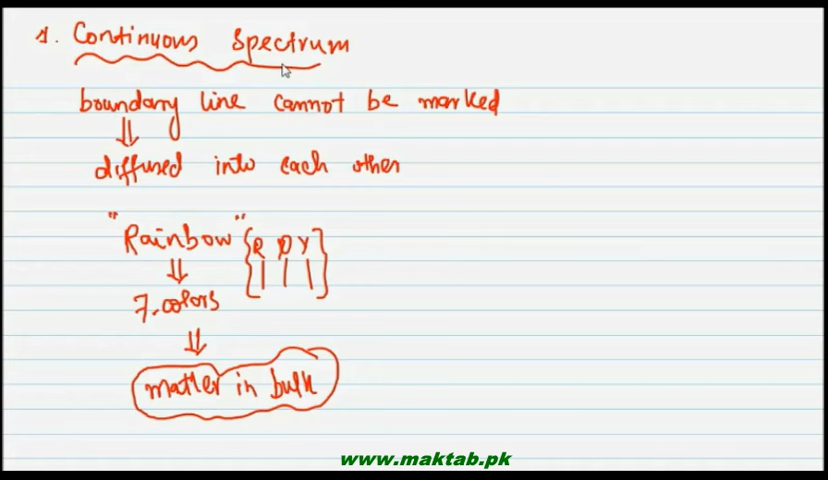 1. Continuous Spectrum
boundary line cannot be marked
⇓
diffused into each other
"Rainbow" { R O Y }
⇓
7. colors
⇓
matter in bulk
www.maktab.pk